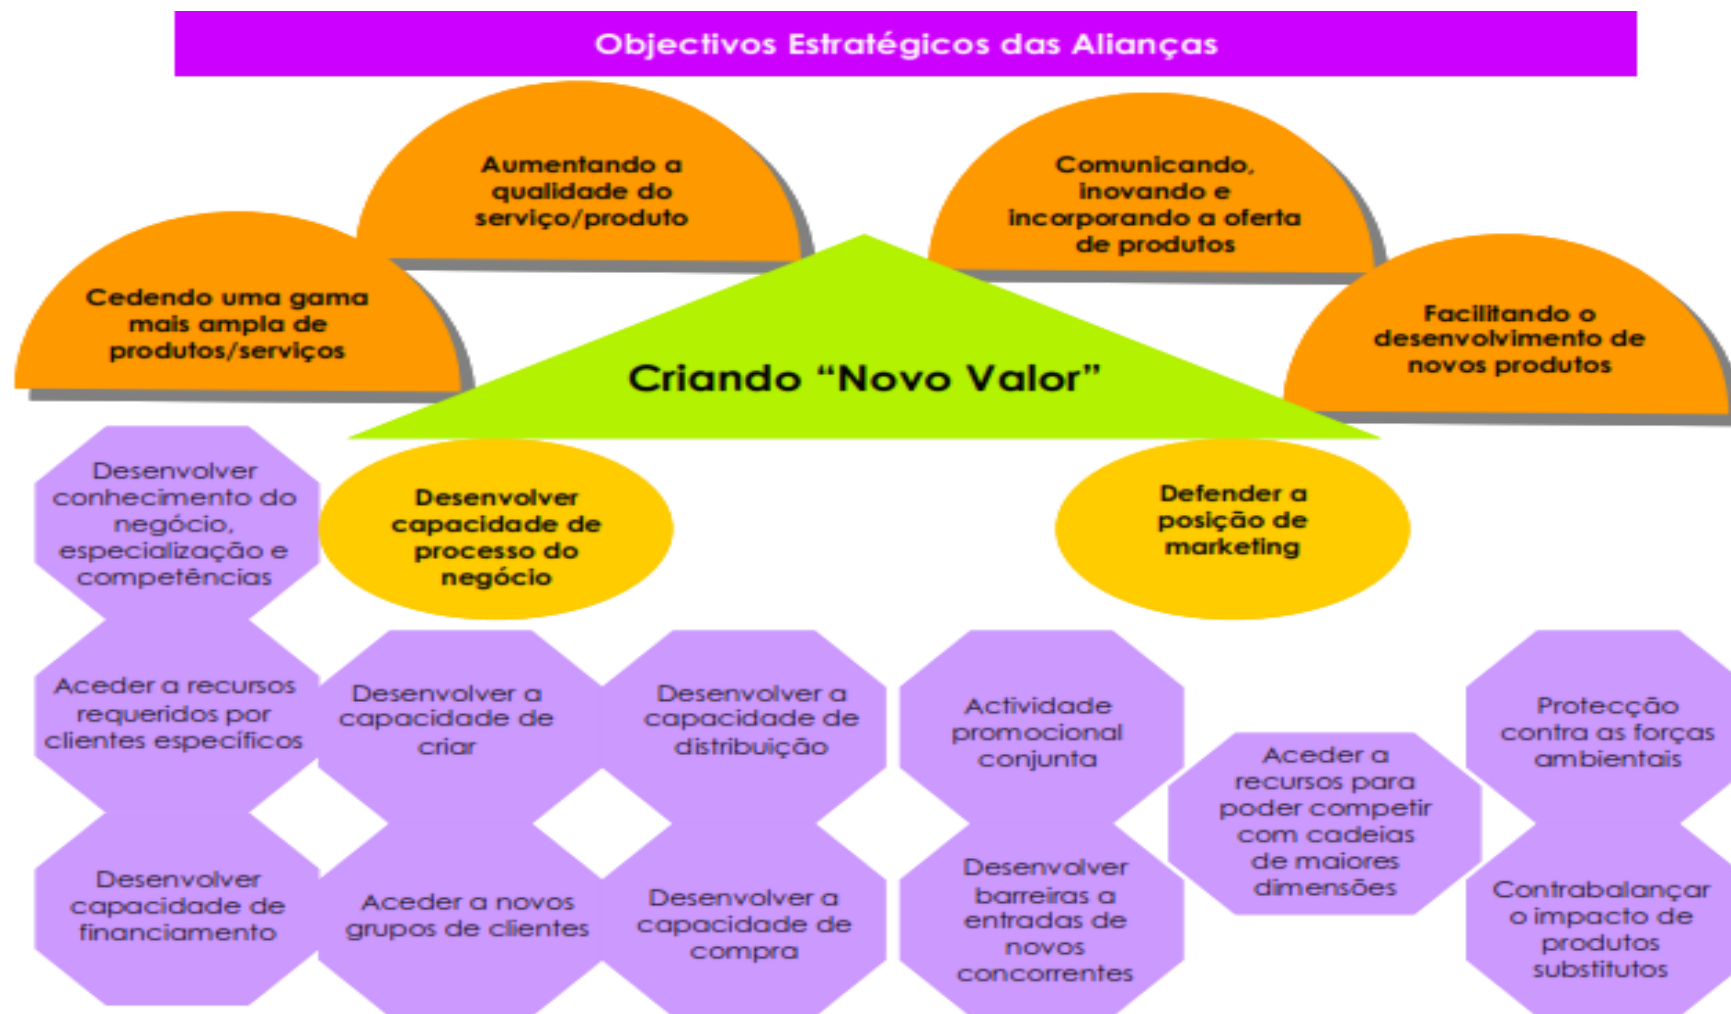 Objectivos Estratégicos das Alianças
Aumentando a
qualidade do
serviço/produto
Comunicando,
inovando e
incorporando a oferta
de produtos
Cedendo uma gama
mais ampla de
produtos/serviços
Facilitando o
desenvolvimento de
novos produtos
Criando “Novo Valor”
Desenvolver
conhecimento do
negócio,
especialização e
competências
Desenvolver
capacidade de
processo do
negócio
Defender a
posição de
marketing
Aceder a recursos
requeridos por
clientes específicos
Desenvolver a
capacidade de
criar
Desenvolver a
capacidade de
distribuição
Actividade
promocional
conjunta
Aceder a
recursos para
poder competir
com cadeias
de maiores
dimensões
Protecção
contra as forças
ambientais
Desenvolver
capacidade de
financiamento
Aceder a novos
grupos de clientes
Desenvolver a
capacidade de
compra
Desenvolver
barreiras a
entradas de
novos
concorrentes
Contrabalançar
o impacto de
produtos
substitutos